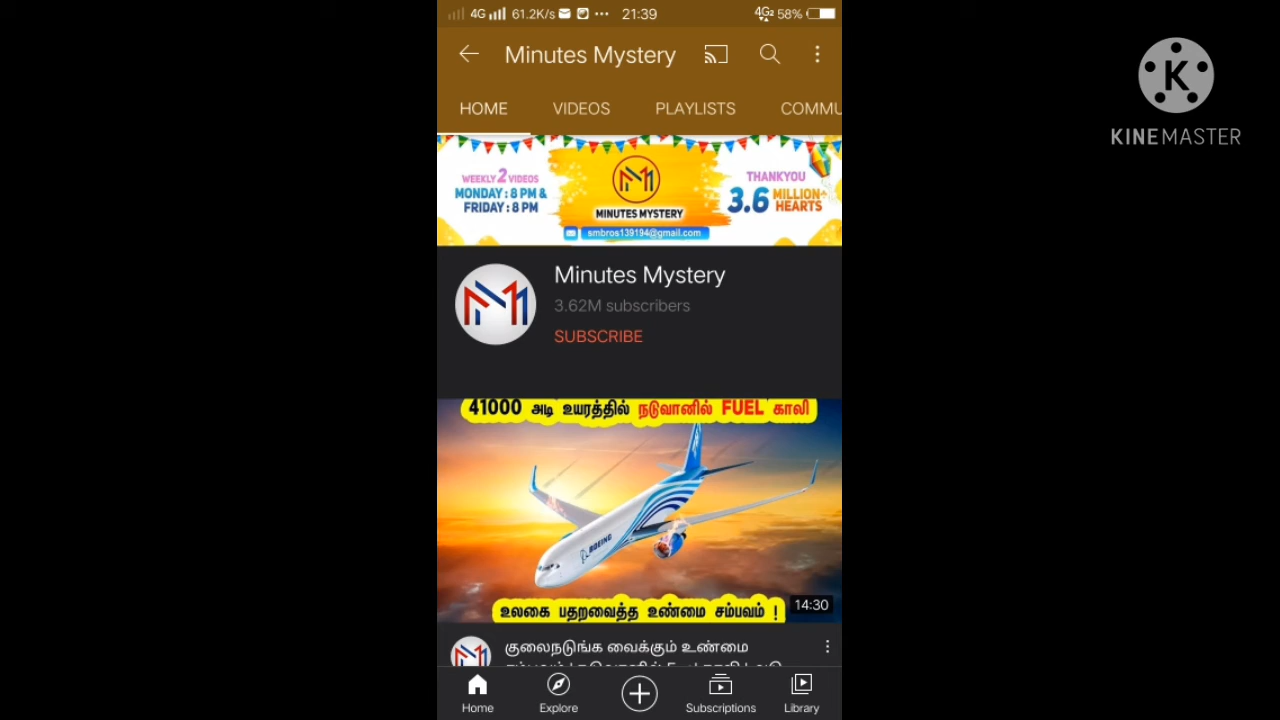 4G 61.2K/s ... 21:39 4G2 58%
Minutes Mystery
HOME VIDEOS PLAYLISTS COMMU
WEEKLY 2 VIDEOS
MONDAY : 8 PM &
FRIDAY : 8 PM
MINUTES MYSTERY
smbros139194@gmail.com
THANKYOU
3.6 MILLION+
HEARTS
Minutes Mystery
3.62M subscribers
SUBSCRIBE
41000 அடி உயரத்தில் நடுவானில் FUEL காலி
BOEING
உலகை பதறவைத்த உண்மை சம்பவம் !
14:30
குலைநடுங்க வைக்கும் உண்மை
Home Explore Subscriptions Library
K
KINEMASTER